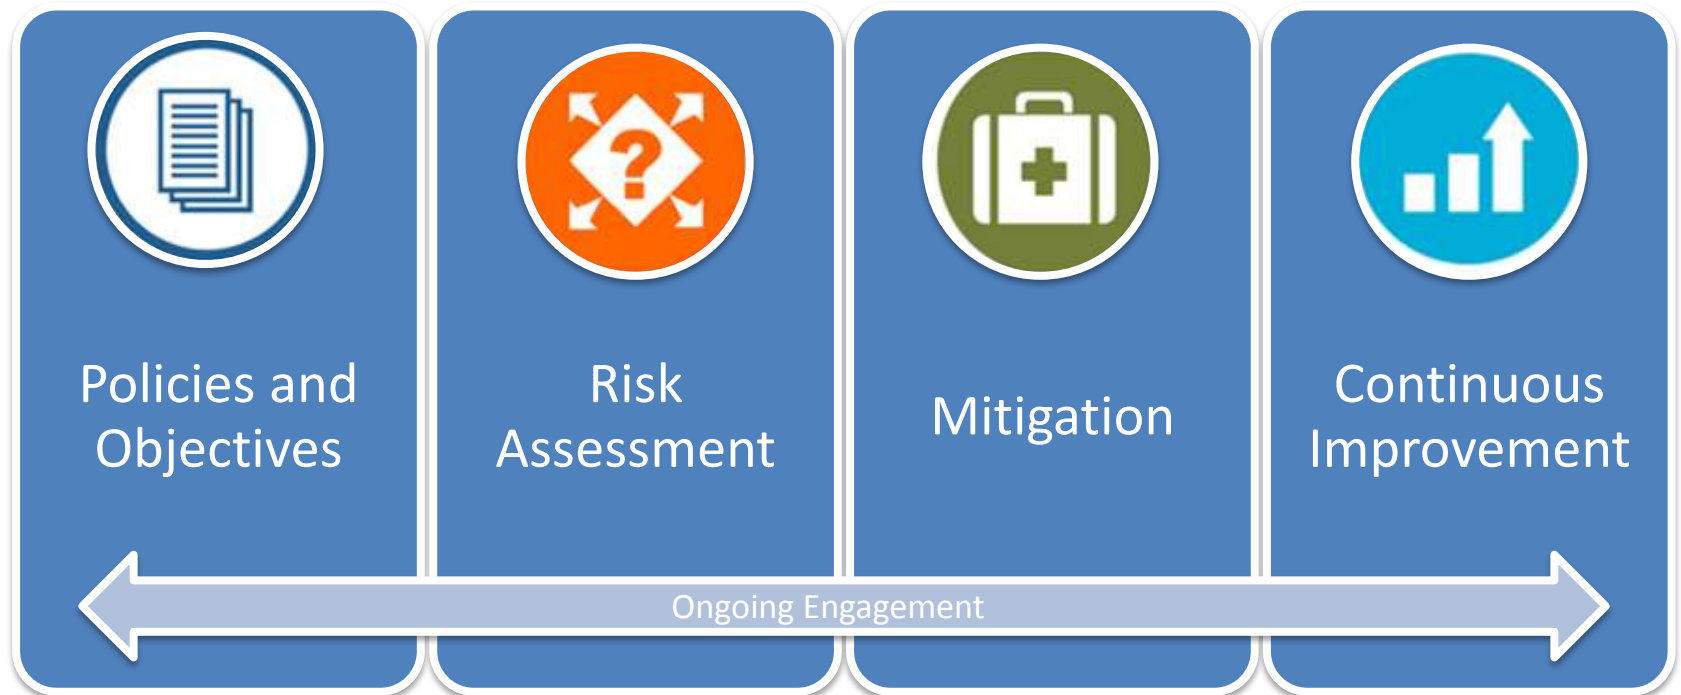 Policies and
Objectives
Risk
Assessment
Mitigation
Continuous
Improvement
Ongoing Engagement